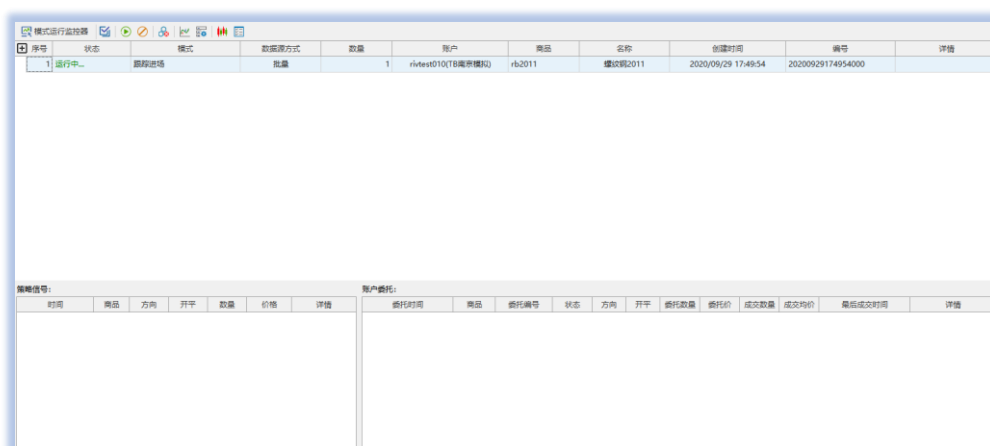 模式运行监控器
序号 状态 模式 数据源方式 数量 账户 商品 名称 创建时间 编号 详情
1 运行中... 跟踪进场 批量 1 rivtest010(TB南京模拟) rb2011 螺纹钢2011 2020/09/29 17:49:54 20200929174954000
策略信号: 账户委托:
时间 商品 方向 开平 数量 价格 详情 委托时间 商品 委托编号 状态 方向 开平 委托数量 委托价 成交数量 成交均价 最后成交时间 详情